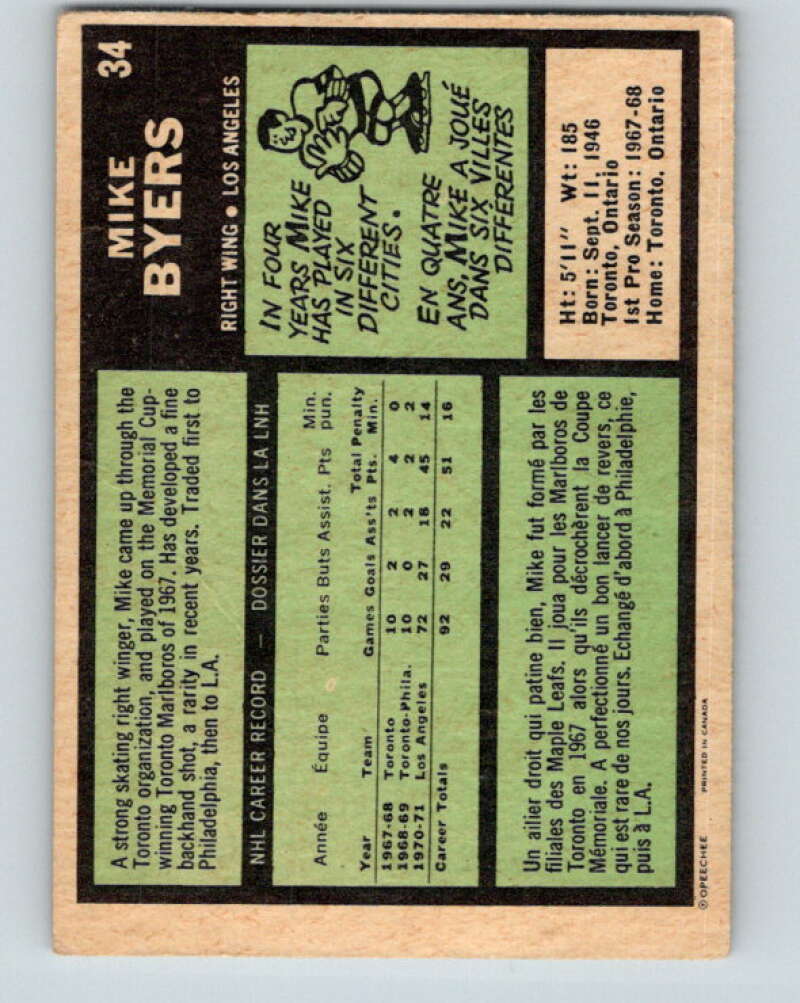 34
MIKE
BYERS
RIGHT WING • LOS ANGELES
A strong skating right winger, Mike came up through the
Toronto organization, and played on the Memorial Cup-
winning Toronto Marlboros of 1967. Has developed a fine
backhand shot, a rarity in recent years. Traded first to
Philadelphia, then to L.A.
IN FOUR
YEARS MIKE
HAS PLAYED
IN SIX
DIFFERENT
CITIES.
EN QUATRE
ANS, MIKE A JOUÉ
DANS SIX VILLES
DIFFÉRENTES
NHL CAREER RECORD — DOSSIER DANS LA LNH
Année Équipe Parties Buts Assist. Pts Min. pun.
Year Team Games Goals Ass'ts Total Pts. Penalty Min.
1967-68 Toronto 10 2 2 4 0
1968-69 Toronto-Phila. 10 0 2 2 2
1970-71 Los Angeles 72 27 18 45 14
Career Totals 92 29 22 51 16
Ht: 5'11" Wt: 185
Born: Sept. 11, 1946
Toronto, Ontario
1st Pro Season: 1967-68
Home: Toronto, Ontario
Un ailier droit qui patine bien, Mike fut formé par les
filiales des Maple Leafs. Il joua pour les Marlboros de
Toronto en 1967 alors qu'ils décrochèrent la Coupe
Mémoriale. A perfectionné un bon lancer de revers, ce
qui est rare de nos jours. Echangé d'abord à Philadelphie,
puis à L.A.
© OPEECHEE PRINTED IN CANADA